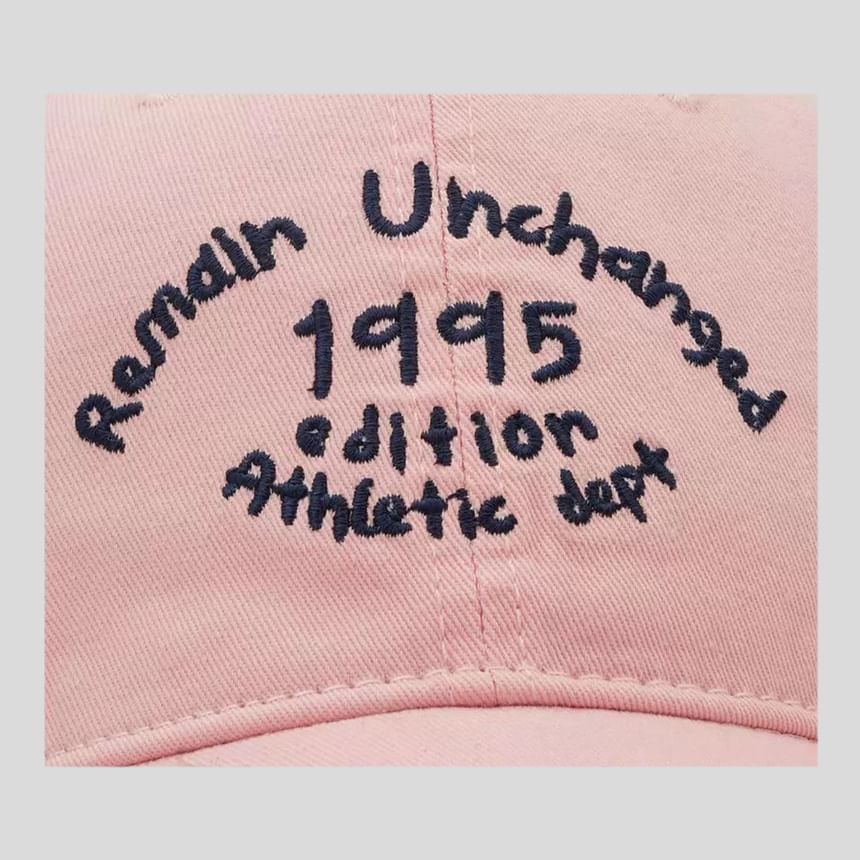 Remain Unchanged
1995
edition
Athletic dept